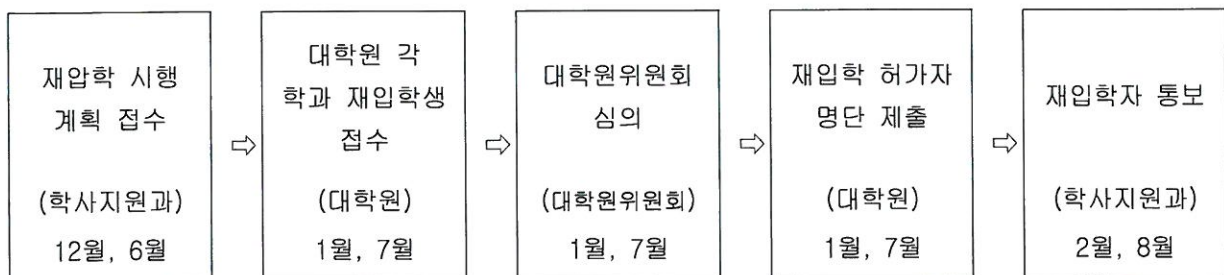 재압학 시행
계획 접수
(학사지원과)
12월, 6월
⇨
대학원 각
학과 재입학생
접수
(대학원)
1월, 7월
⇨
대학원위원회
심의
(대학원위원회)
1월, 7월
⇨
재입학 허가자
명단 제출
(대학원)
1월, 7월
⇨
재입학자 통보
(학사지원과)
2월, 8월